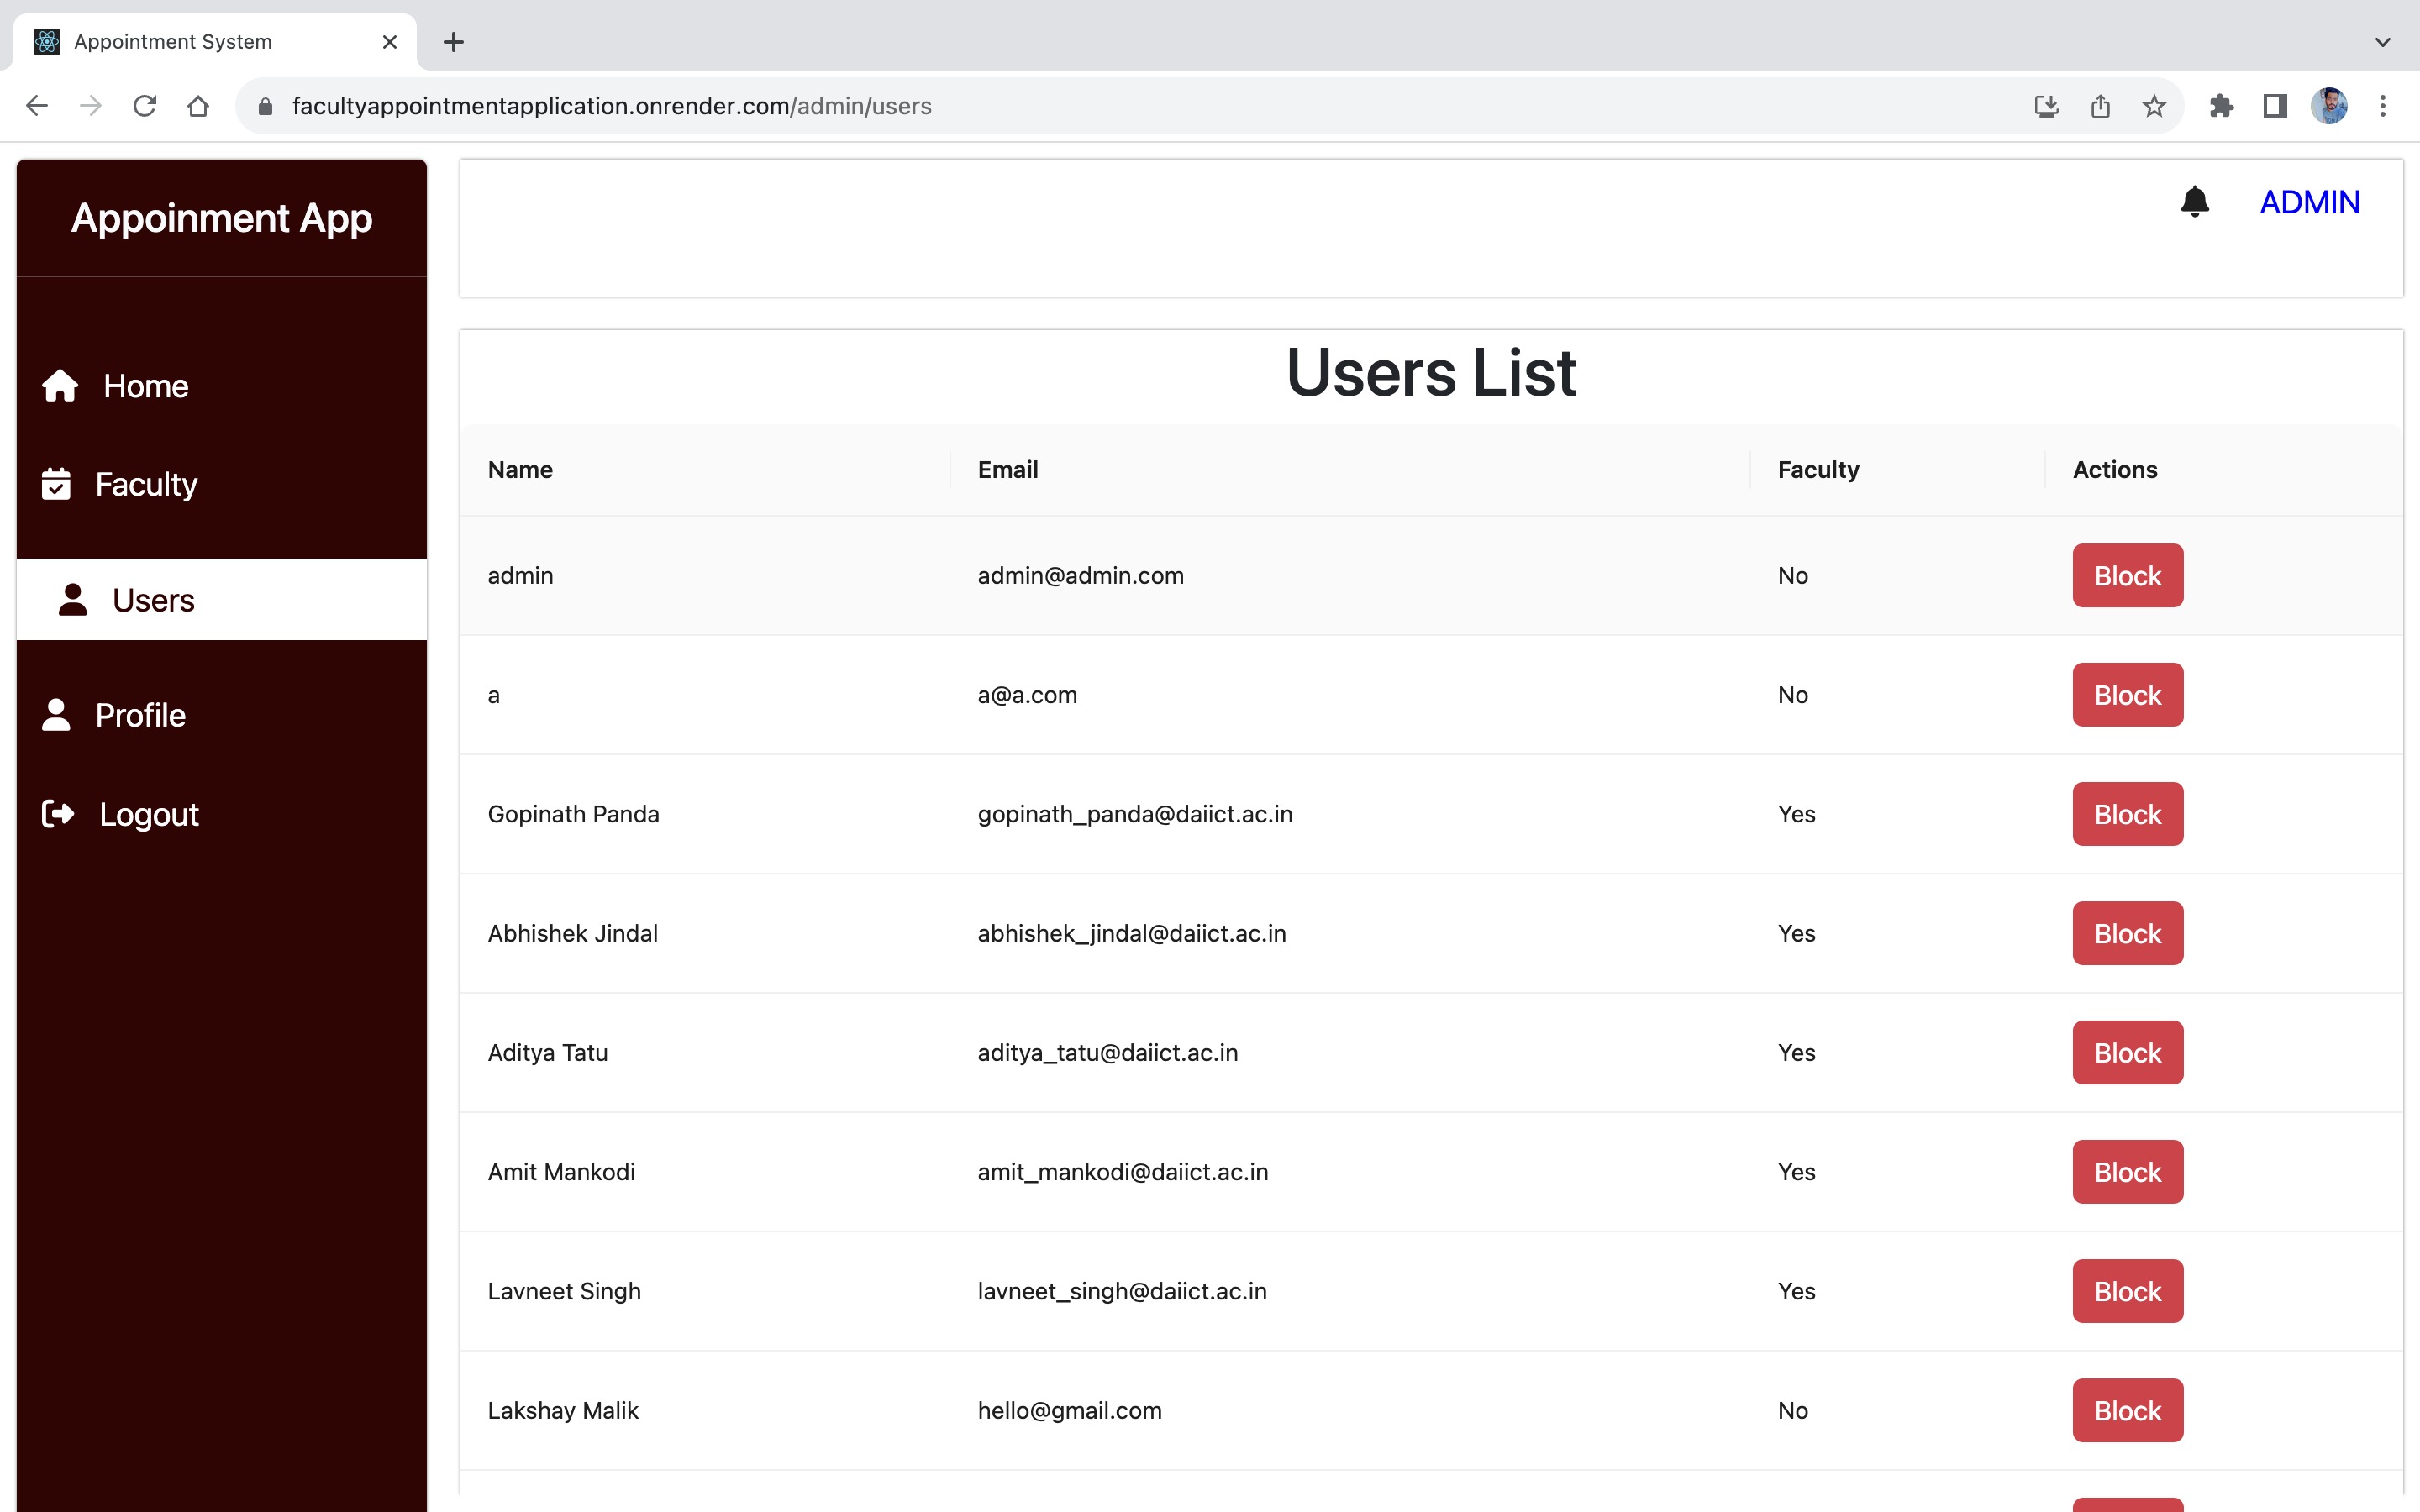 Appointment System
facultyappointmentapplication.onrender.com/admin/users
Appoinment App
Home
Faculty
Users
Profile
Logout
ADMIN
Users List
Name Email Faculty Actions
admin admin@admin.com No Block
a a@a.com No Block
Gopinath Panda gopinath_panda@daiict.ac.in Yes Block
Abhishek Jindal abhishek_jindal@daiict.ac.in Yes Block
Aditya Tatu aditya_tatu@daiict.ac.in Yes Block
Amit Mankodi amit_mankodi@daiict.ac.in Yes Block
Lavneet Singh lavneet_singh@daiict.ac.in Yes Block
Lakshay Malik hello@gmail.com No Block